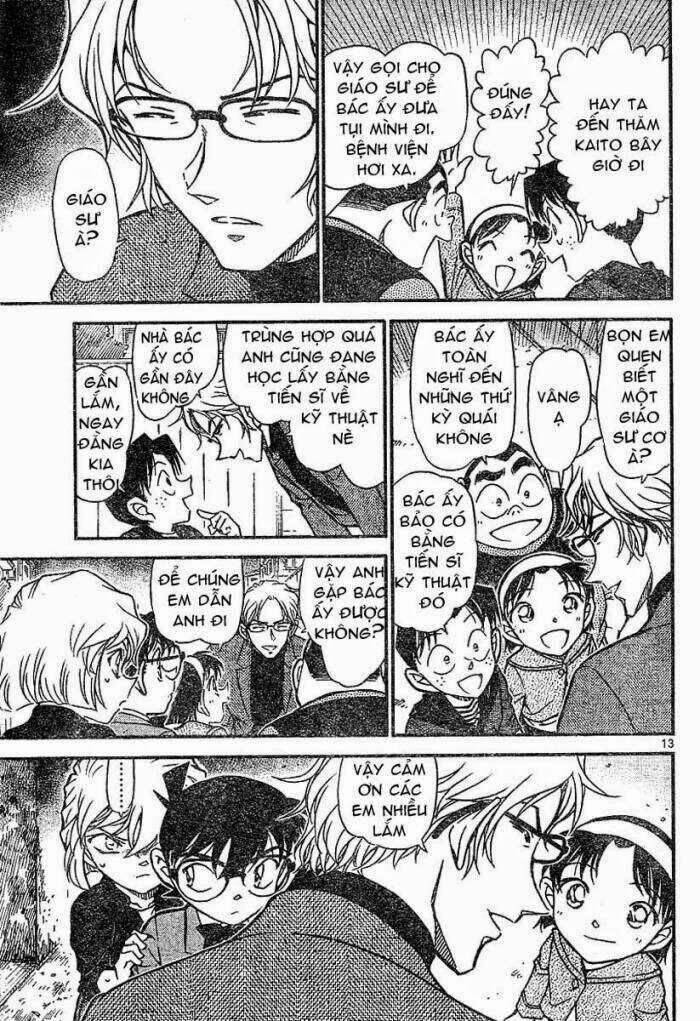 HAY TA
ĐẾN THĂM
KAITO BÂY
GIỜ ĐI
ĐÚNG
ĐẤY!
VẬY GỌI CHỌ
GIÁO SƯ ĐỂ
BÁC ẤY ĐƯA
TỤI MÌNH ĐI.
BỆNH VIỆN
HƠI XA.
GIÁO
SƯ
À?
BỌN EM
QUEN
BIẾT
MỘT
GIÁO
SƯ CƠ
À?
VÂNG
Ạ
BÁC ẤY
TOÀN
NGHĨ ĐẾN
NHỮNG THỨ
KỲ QUÁI
KHÔNG
BÁC ẤY
BẢO CÓ
BẰNG
TIẾN SĨ
KỸ THUẬT
ĐÓ
TRÙNG HỢP QUÁ
ANH CŨNG ĐANG
HỌC LẤY BẰNG
TIẾN SĨ VỀ
KỸ THUẬT
NÈ
NHÀ BÁC
ẤY CÓ
GẦN ĐÂY
KHÔNG
GẦN
LẮM,
NGAY
ĐẰNG
KIA
THÔI
VẬY ANH
GẶP BÁC
ẤY ĐƯỢC
KHÔNG?
ĐỂ CHÚNG
EM DẪN
ANH ĐI
13
VẬY CẢM
ƠN CÁC
EM NHIỀU
LẮM
........